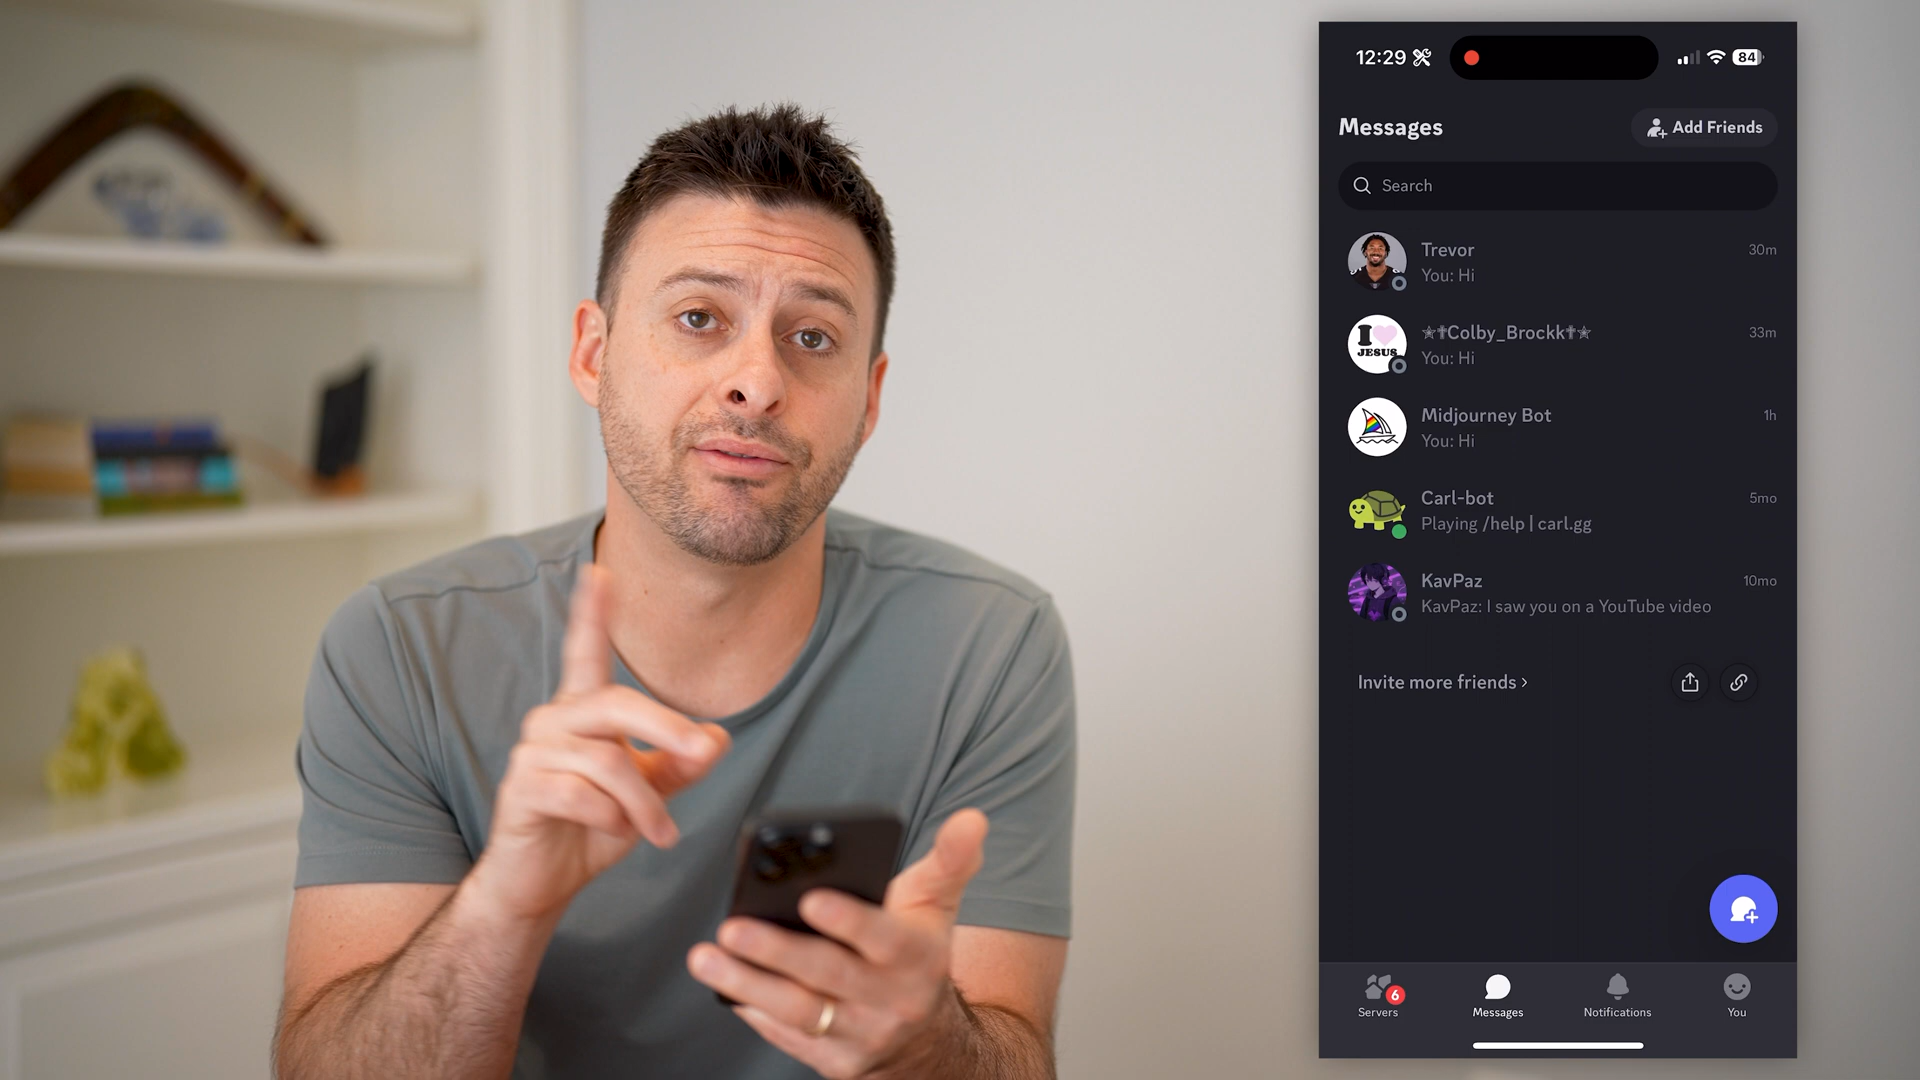 12:29
84
Messages
Add Friends
Search
Trevor
30m
You: Hi
✭✝Colby_Brockk✝✭
33m
I
JESUS
You: Hi
Midjourney Bot
1h
You: Hi
Carl-bot
5mo
Playing /help | carl.gg
KavPaz
10mo
KavPaz: I saw you on a YouTube video
Invite more friends ›
6
Servers
Messages
Notifications
You